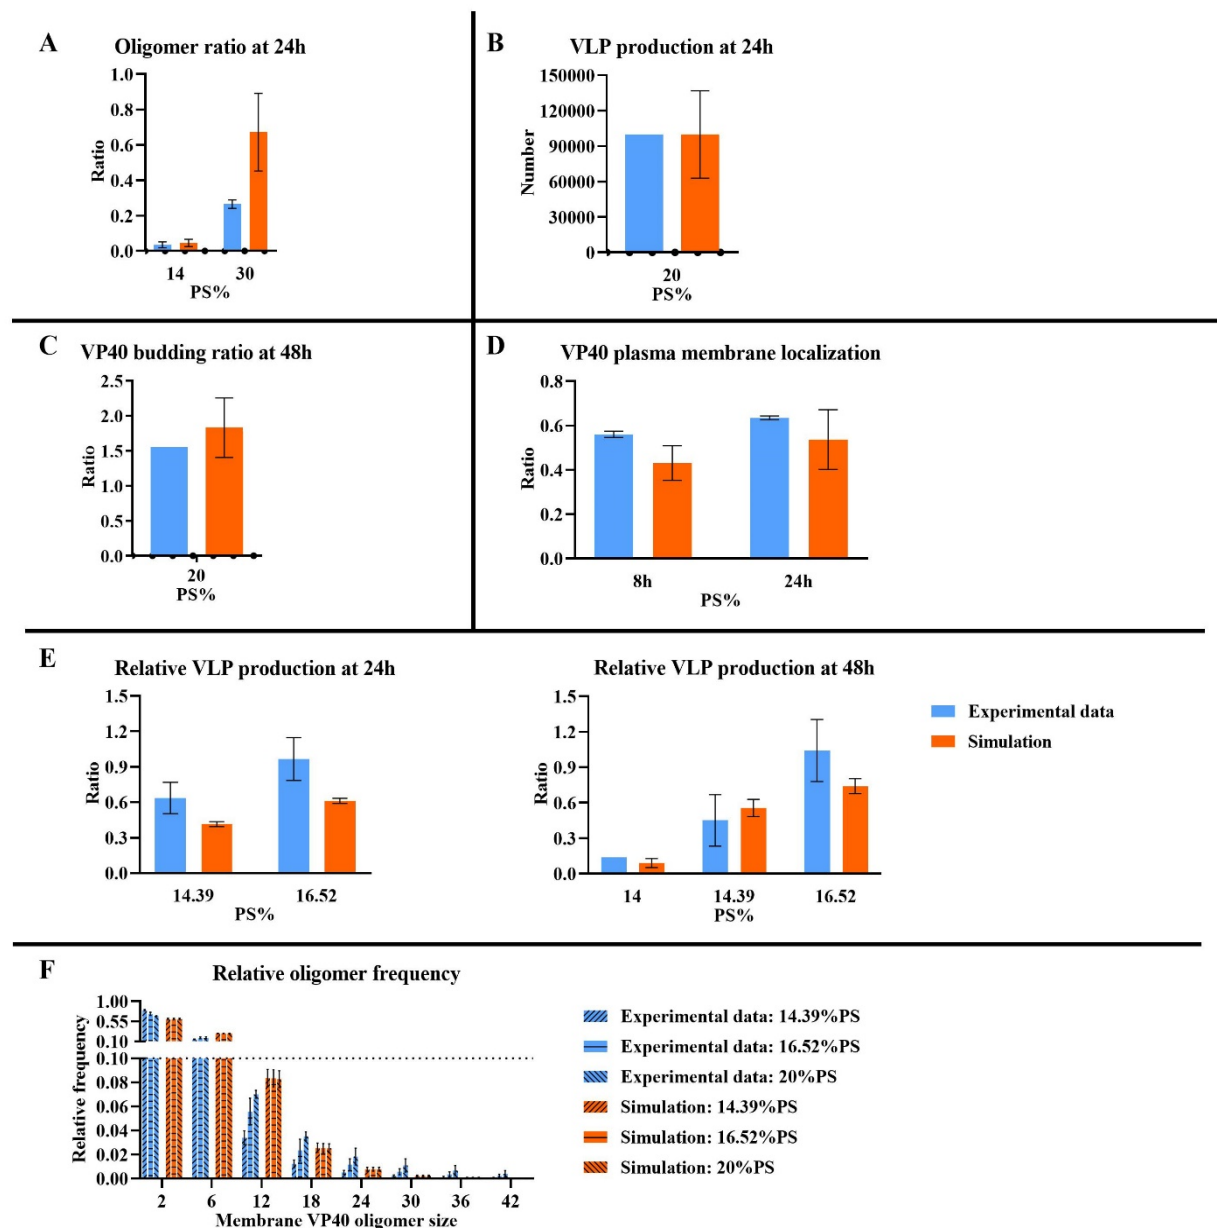 A
Oligomer ratio at 24h
1.0
0.8
0.6
0.4
0.2
0.0
Ratio
14 30
PS%
B
VLP production at 24h
150000
120000
90000
60000
30000
0
Number
20
PS%
C
VP40 budding ratio at 48h
2.5
2.0
1.5
1.0
0.5
0.0
Ratio
20
PS%
D
VP40 plasma membrane localization
0.8
0.6
0.4
0.2
0.0
Ratio
8h 24h
PS%
E
Relative VLP production at 24h
1.5
1.2
0.9
0.6
0.3
0.0
Ratio
14.39 16.52
PS%
Relative VLP production at 48h
1.5
1.2
0.9
0.6
0.3
0.0
Ratio
14 14.39 16.52
PS%
Experimental data
Simulation
F
Relative oligomer frequency
1.00
0.55
0.10
0.10
0.08
0.06
0.04
0.02
0.00
Relative frequency
2 6 12 18 24 30 36 42
Membrane VP40 oligomer size
Experimental data: 14.39%PS
Experimental data: 16.52%PS
Experimental data: 20%PS
Simulation: 14.39%PS
Simulation: 16.52%PS
Simulation: 20%PS